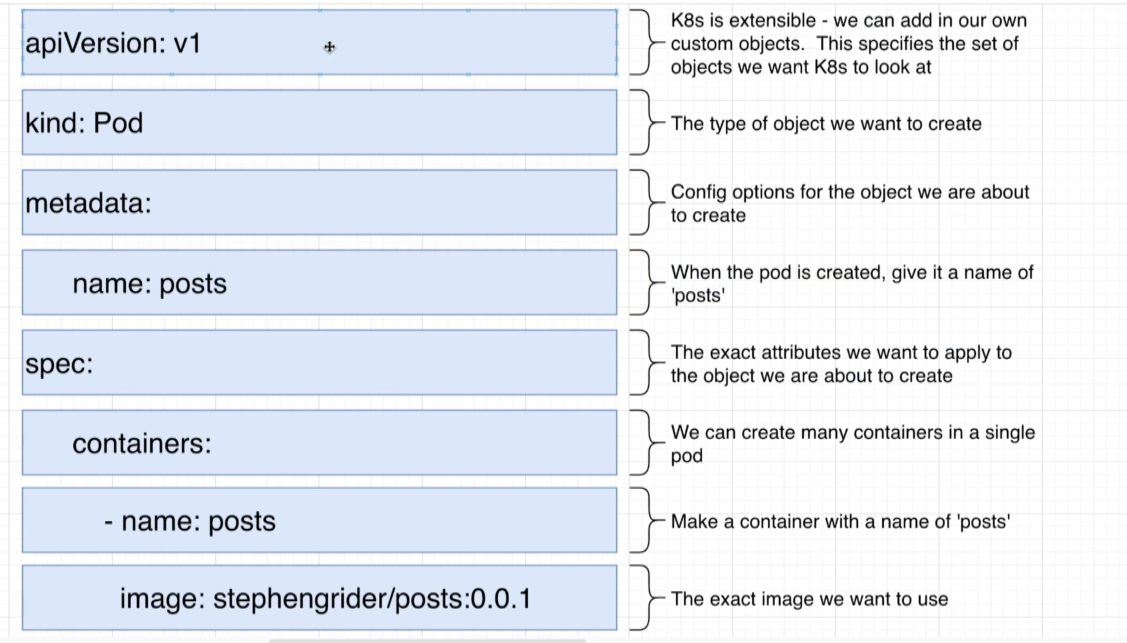 apiVersion: v1
K8s is extensible - we can add in our own
custom objects.  This specifies the set of
objects we want K8s to look at
kind: Pod
The type of object we want to create
metadata:
Config options for the object we are about
to create
name: posts
When the pod is created, give it a name of
'posts'
spec:
The exact attributes we want to apply to
the object we are about to create
containers:
We can create many containers in a single
pod
- name: posts
Make a container with a name of 'posts'
image: stephengrider/posts:0.0.1
The exact image we want to use